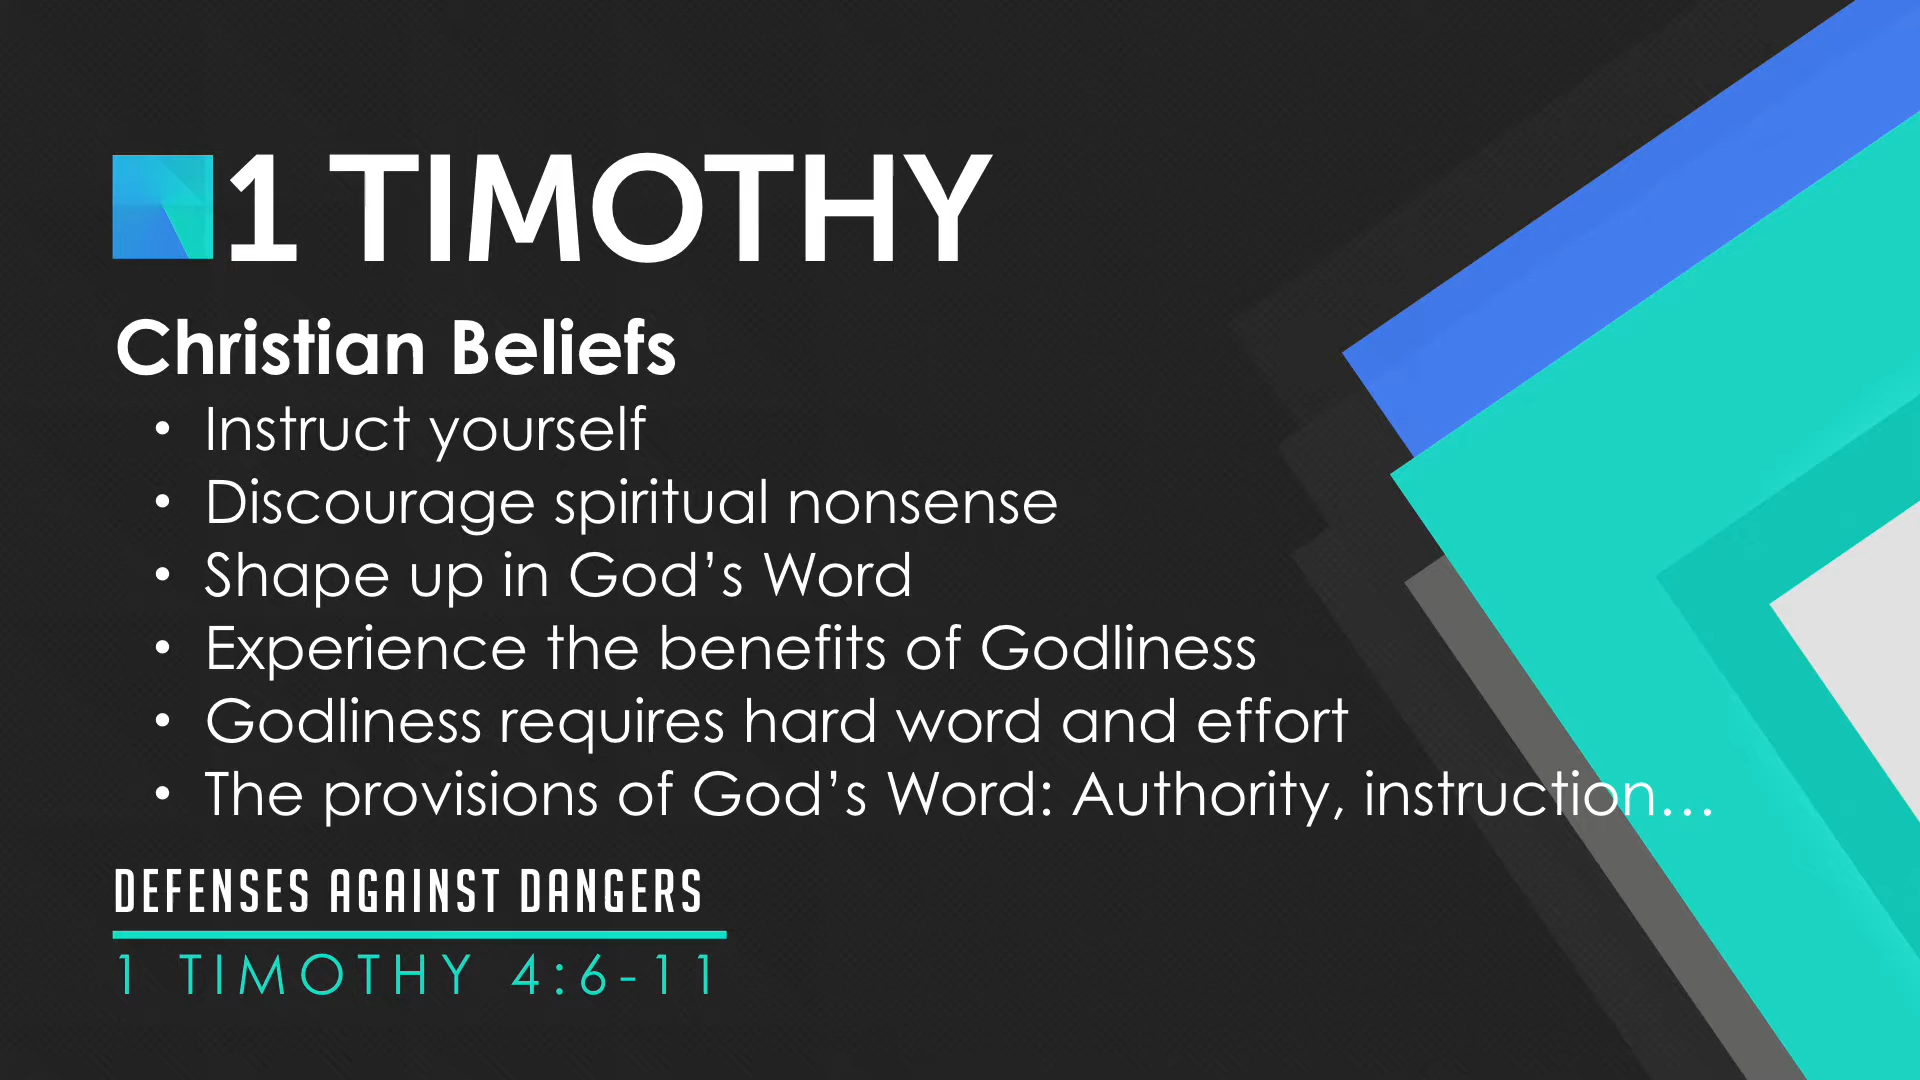 1 TIMOTHY
Christian Beliefs
• Instruct yourself
• Discourage spiritual nonsense
• Shape up in God’s Word
• Experience the benefits of Godliness
• Godliness requires hard word and effort
• The provisions of God’s Word: Authority, instruction…
DEFENSES AGAINST DANGERS
1 TIMOTHY 4:6-11